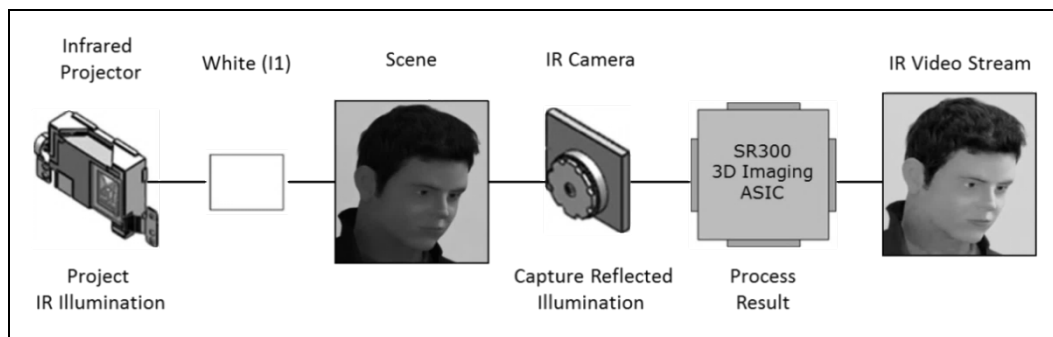 Infrared
Projector
White (I1)
Scene
IR Camera
IR Video Stream
SR300
3D Imaging
ASIC
Project
IR Illumination
Capture Reflected
Illumination
Process
Result